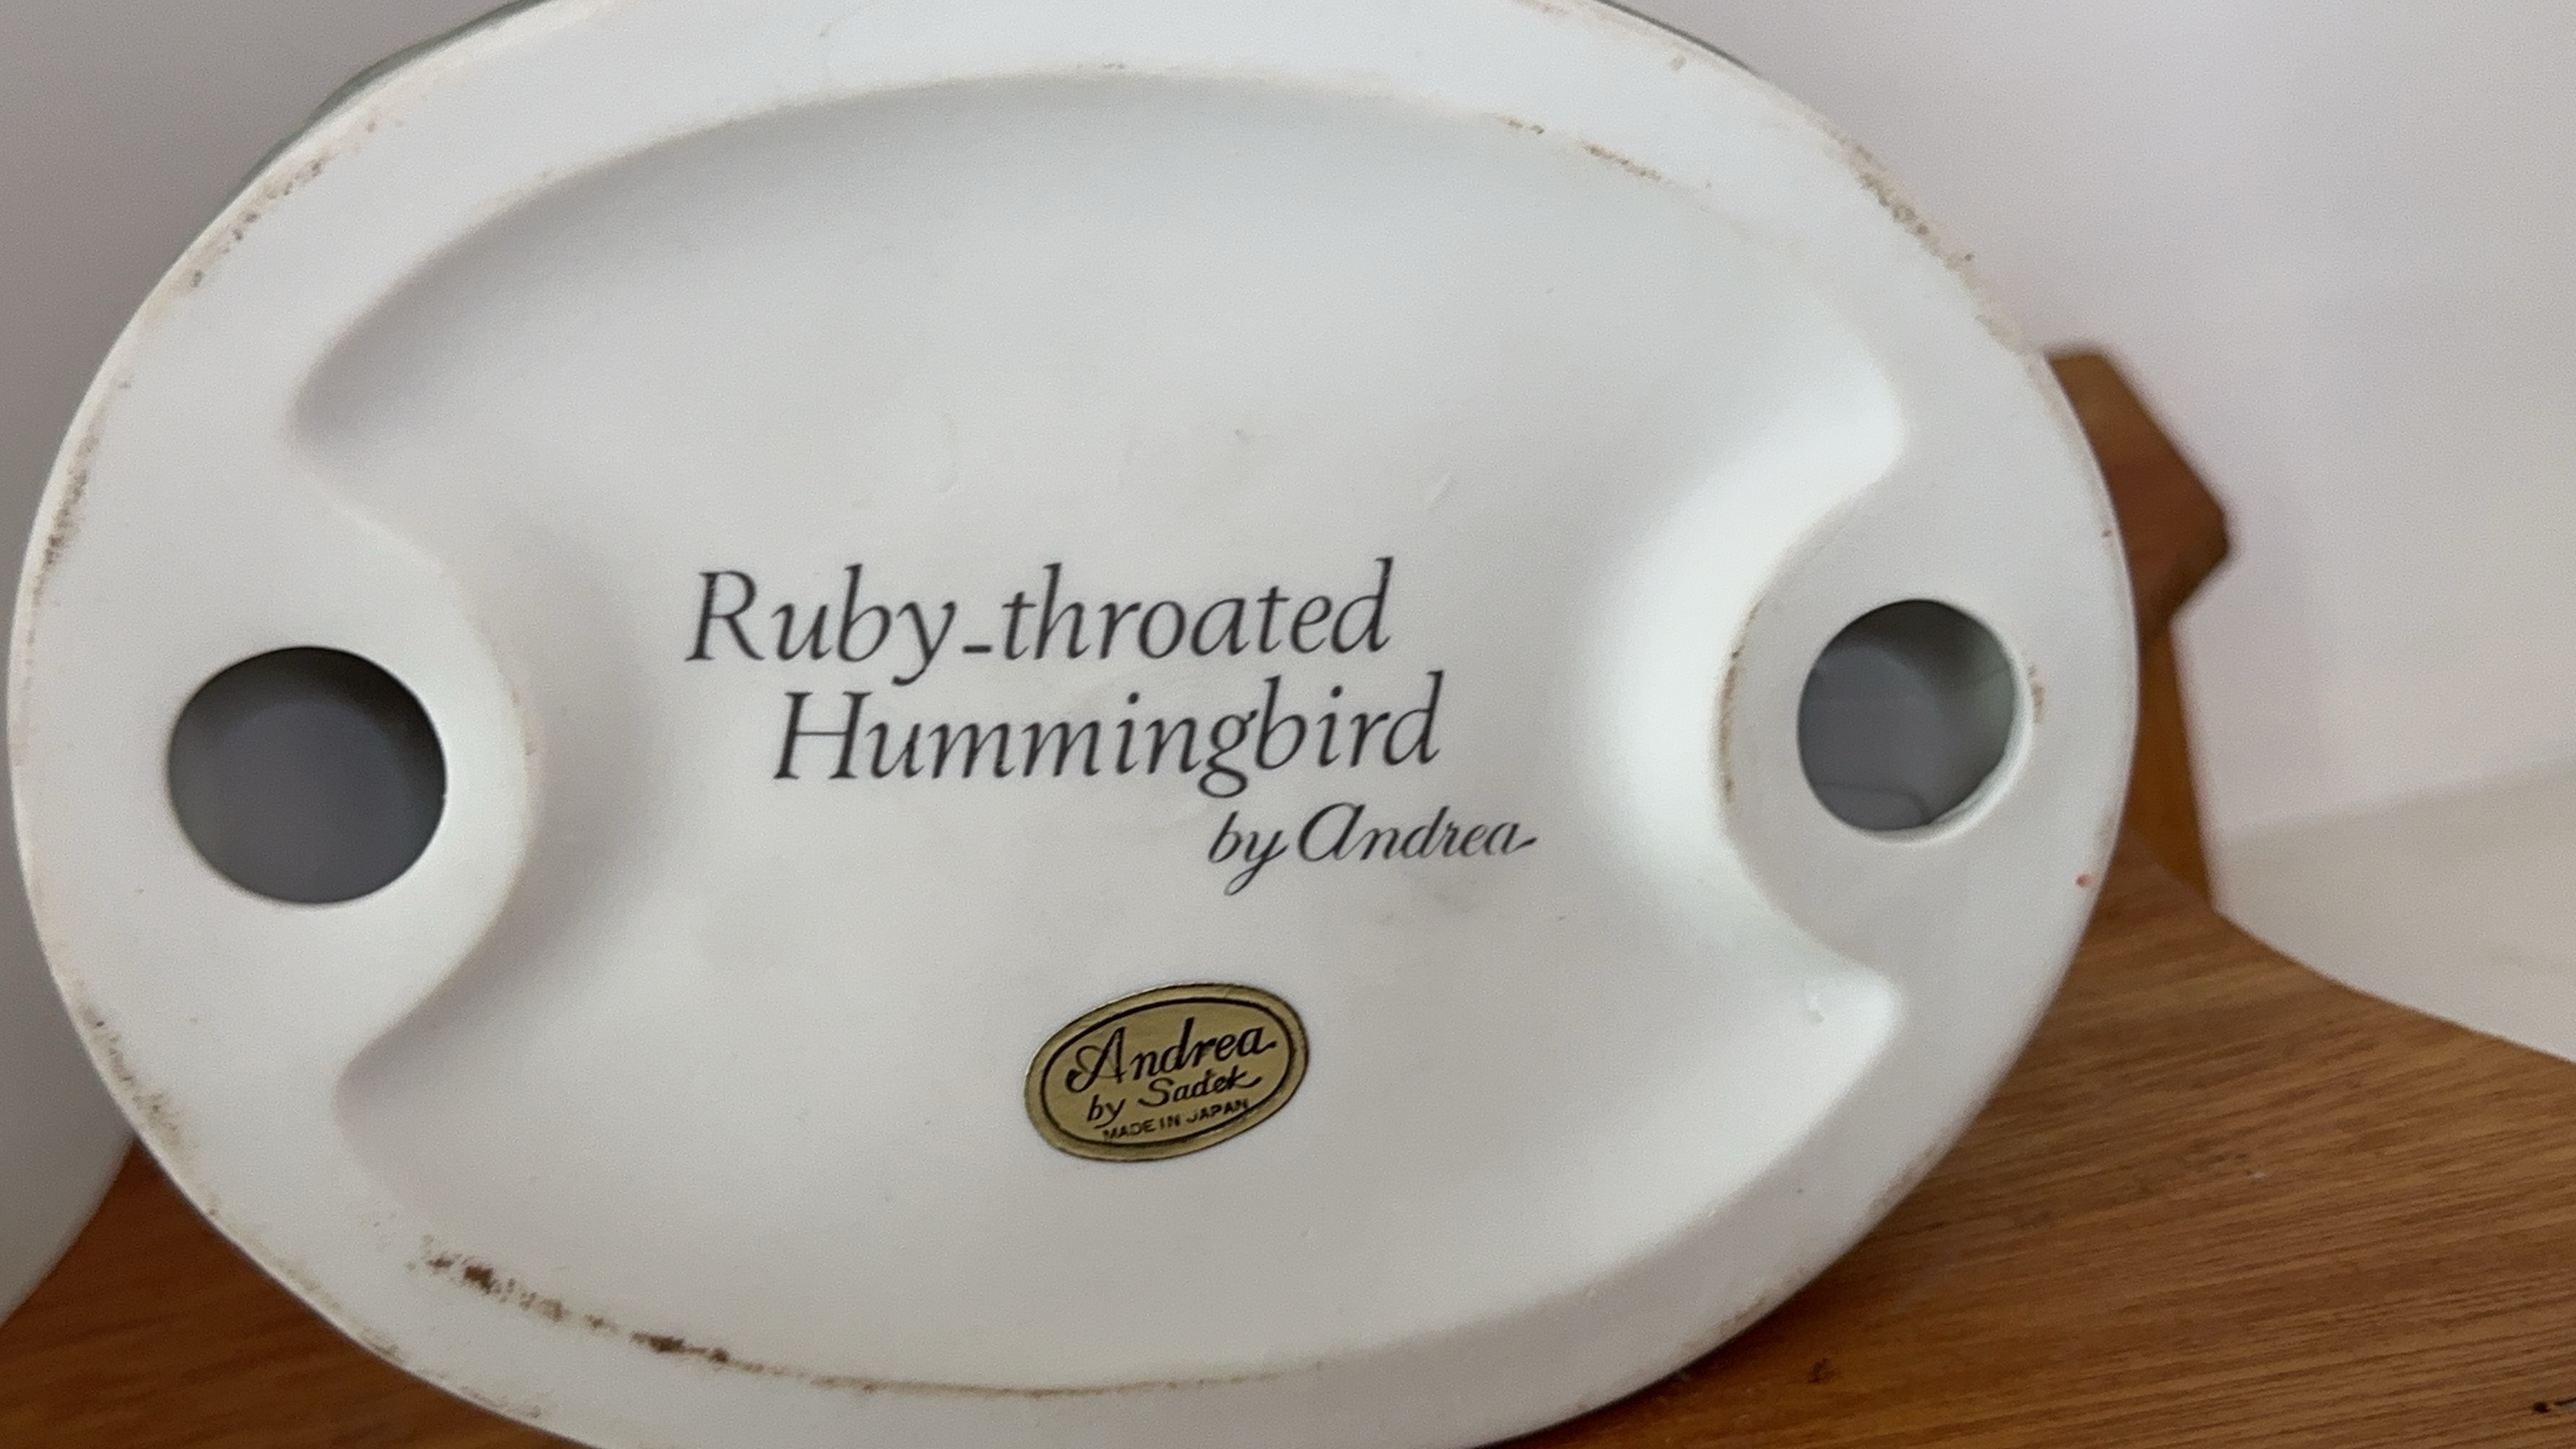 Ruby-throated
Hummingbird
by Andrea
Andrea
by Sadek
MADE IN JAPAN